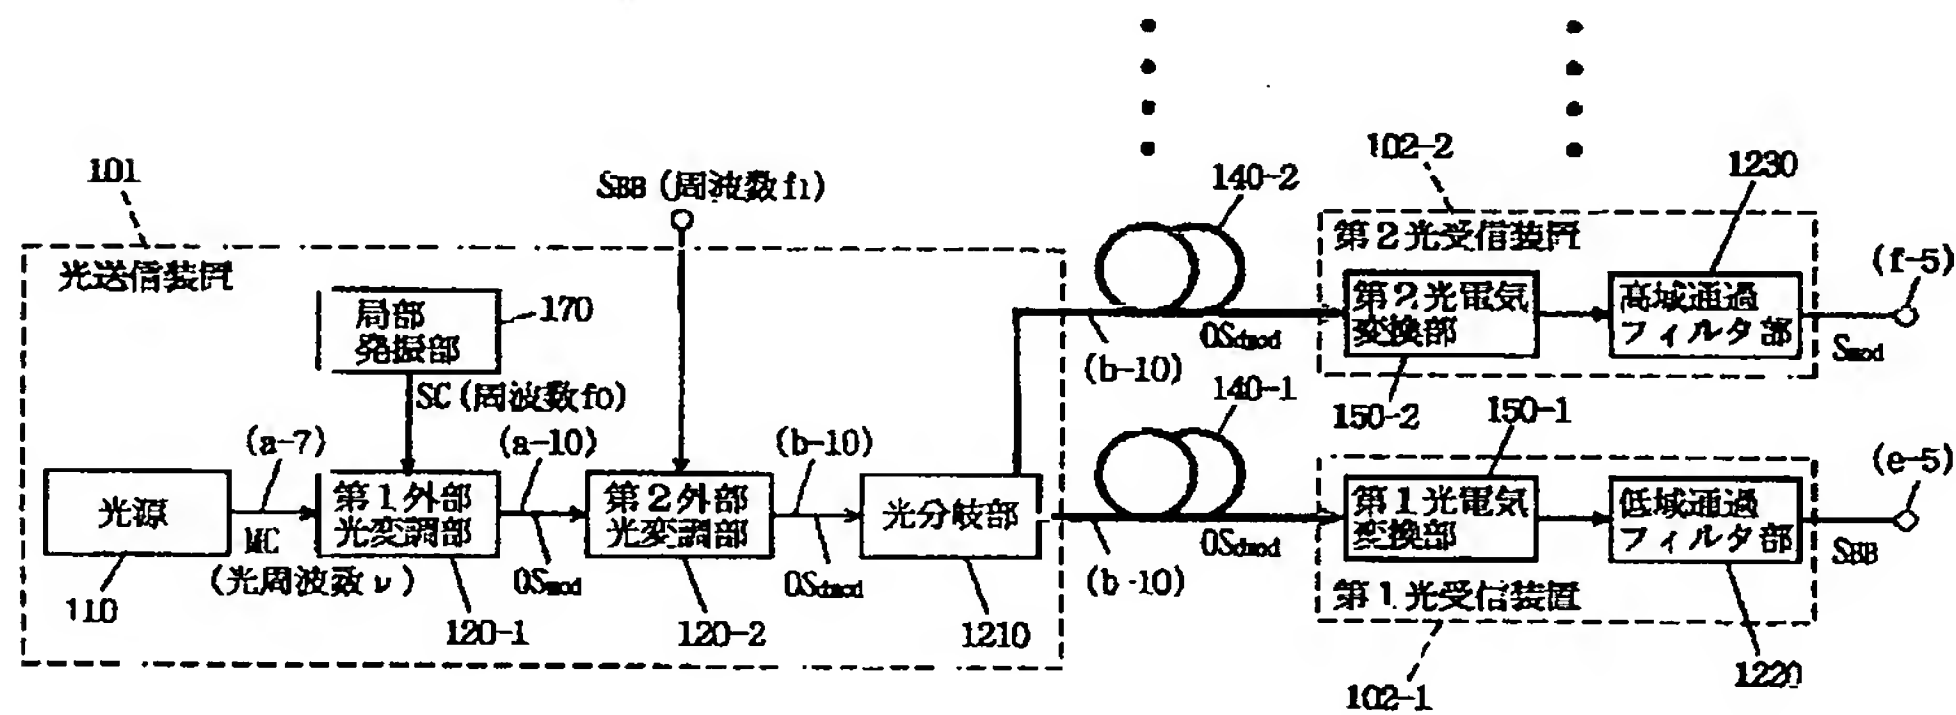 101
光送信装置
SBB (周波数f1)
局部
発振部
170
SC (周波数f0)
(a-7)
(a-10)
(b-10)
光源
第1外部
光変調部
第2外部
光変調部
光分岐部
MC
(光周波数ν)
OSmod
OSdmod
110
120-1
120-2
1210
140-2
(b-10)
OSdmod
140-1
(b-10)
OSdmod
102-2
1230
第2光受信装置
第2光電気
変換部
高域通過
フィルタ部
(f-5)
Smod
150-2
150-1
第1光電気
変換部
低域通過
フィルタ部
(e-5)
SBB
第1光受信装置
102-1
1220